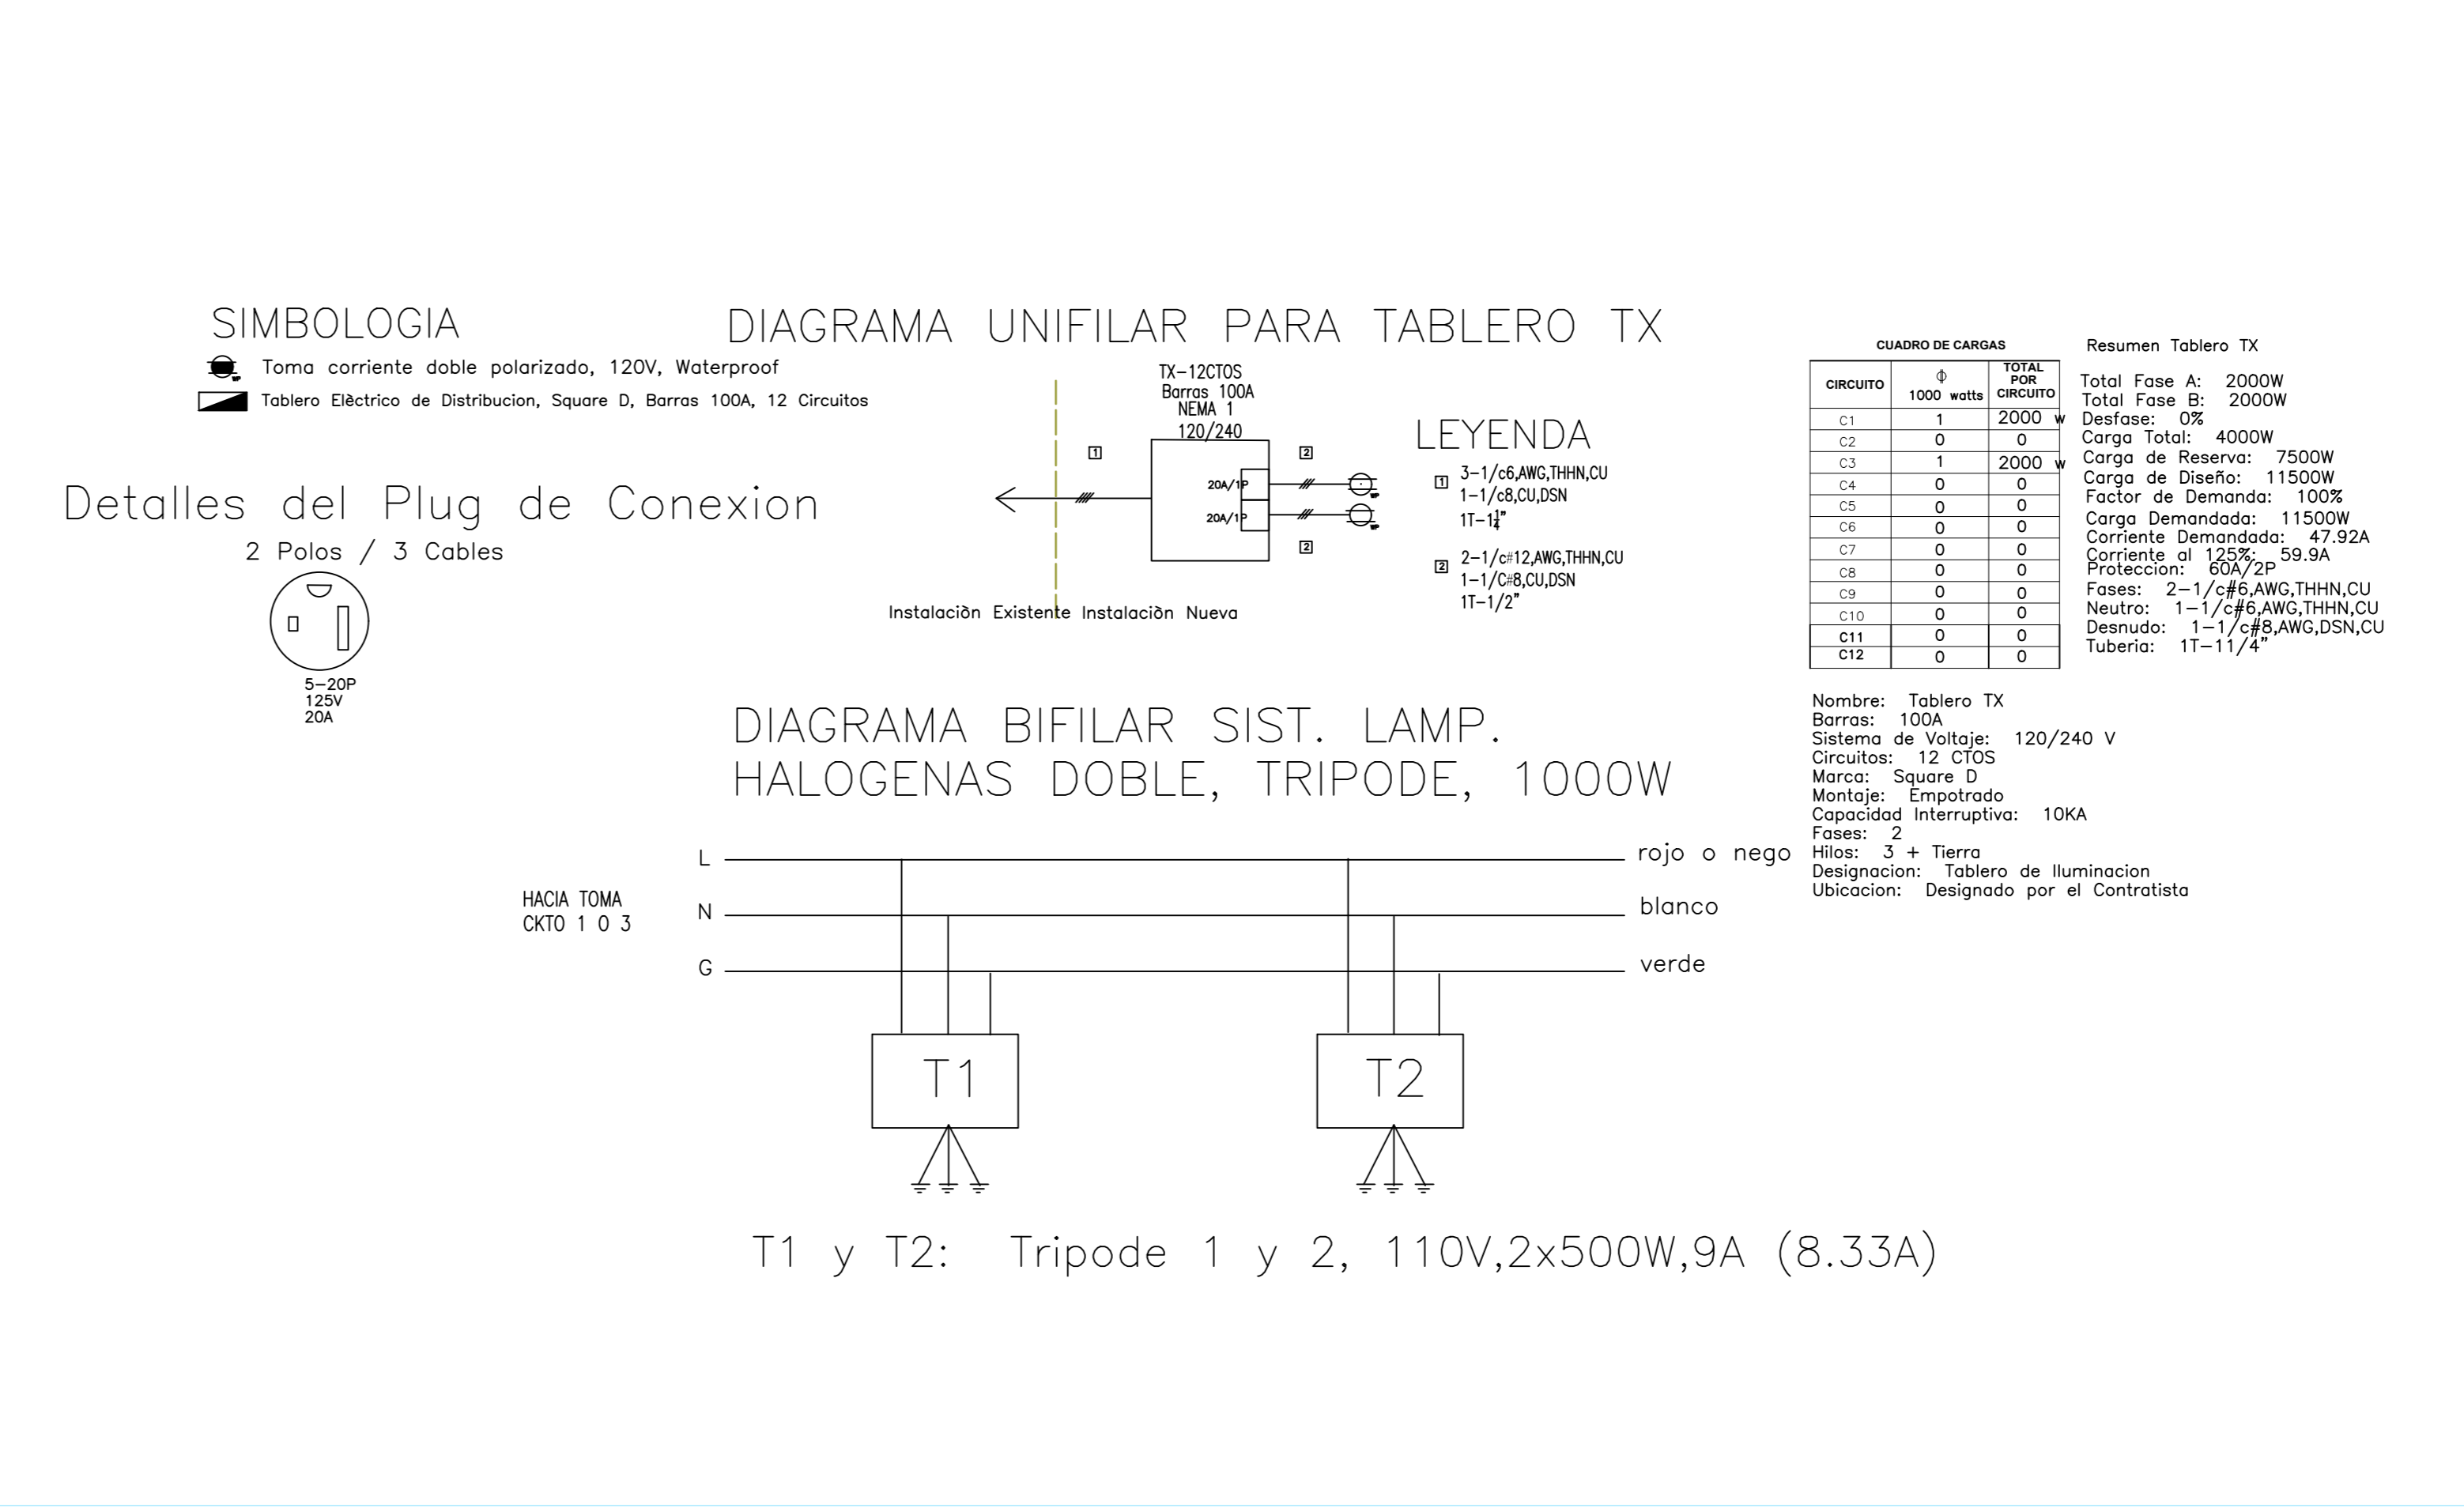 SIMBOLOGIA
Toma corriente doble polarizado, 120V, Waterproof
Tablero Elèctrico de Distribucion, Square D, Barras 100A, 12 Circuitos
Detalles del Plug de Conexion
2 Polos / 3 Cables
5-20P
125V
20A
DIAGRAMA UNIFILAR PARA TABLERO TX
TX-12CTOS
Barras 100A
NEMA 1
120/240
1
2
20A/1P
WP
20A/1P
WP
2
Instalaciòn Existente Instalaciòn Nueva
LEYENDA
1 3-1/c6,AWG,THHN,CU
1-1/c8,CU,DSN
1T-1¼"
2 2-1/c#12,AWG,THHN,CU
1-1/C#8,CU,DSN
1T-1/2"
CUADRO DE CARGAS
CIRCUITO Φ 1000 watts TOTAL POR CIRCUITO
C1 1 2000 w
C2 0 0
C3 1 2000 w
C4 0 0
C5 0 0
C6 0 0
C7 0 0
C8 0 0
C9 0 0
C10 0 0
C11 0 0
C12 0 0
Resumen Tablero TX
Total Fase A: 2000W
Total Fase B: 2000W
Desfase: 0%
Carga Total: 4000W
Carga de Reserva: 7500W
Carga de Diseño: 11500W
Factor de Demanda: 100%
Carga Demandada: 11500W
Corriente Demandada: 47.92A
Corriente al 125%: 59.9A
Proteccion: 60A/2P
Fases: 2-1/c#6,AWG,THHN,CU
Neutro: 1-1/c#6,AWG,THHN,CU
Desnudo: 1-1/c#8,AWG,DSN,CU
Tuberia: 1T-11/4"
Nombre: Tablero TX
Barras: 100A
Sistema de Voltaje: 120/240 V
Circuitos: 12 CTOS
Marca: Square D
Montaje: Empotrado
Capacidad Interruptiva: 10KA
Fases: 2
Hilos: 3 + Tierra
Designacion: Tablero de Iluminacion
Ubicacion: Designado por el Contratista
DIAGRAMA BIFILAR SIST. LAMP.
HALOGENAS DOBLE, TRIPODE, 1000W
HACIA TOMA
CKTO 1 O 3
L rojo o nego
N blanco
G verde
T1 T2
T1 y T2: Tripode 1 y 2, 110V,2x500W,9A (8.33A)